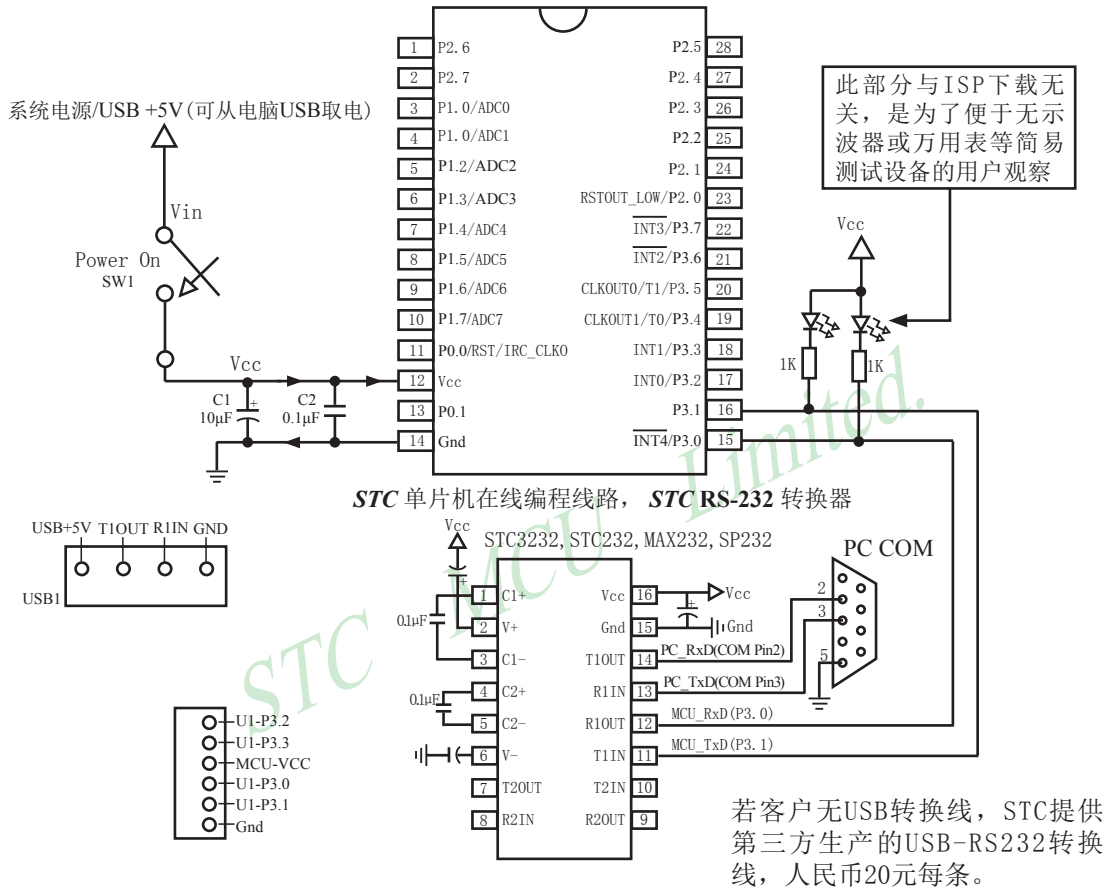 1 P2.6
2 P2.7
3 P1.0/ADC0
4 P1.0/ADC1
5 P1.2/ADC2
6 P1.3/ADC3
7 P1.4/ADC4
8 P1.5/ADC5
9 P1.6/ADC6
10 P1.7/ADC7
11 P0.0/RST/IRC_CLKO
12 Vcc
13 P0.1
14 Gnd
P2.5 28
P2.4 27
P2.3 26
P2.2 25
P2.1 24
RSTOUT_LOW/P2.0 23
INT3/P3.7 22
INT2/P3.6 21
CLKOUT0/T1/P3.5 20
CLKOUT1/T0/P3.4 19
INT1/P3.3 18
INT0/P3.2 17
P3.1 16
INT4/P3.0 15
系统电源/USB +5V(可从电脑USB取电)
Vin
Power On
SW1
Vcc
C1
10μF
+
C2
0.1μF
此部分与ISP下载无
关，是为了便于无示
波器或万用表等简易
测试设备的用户观察
Vcc
1K
1K
STC MCU Limited.
STC 单片机在线编程线路， STC RS-232 转换器
USB+5V T1OUT R1IN GND
USB1
Vcc
STC3232,STC232,MAX232,SP232
+
0.1μF
0.1μF
1 C1+
2 V+
3 C1-
4 C2+
5 C2-
6 V-
7 T2OUT
8 R2IN
Vcc 16
Gnd 15
T1OUT 14
R1IN 13
R1OUT 12
T1IN 11
T2IN 10
R2OUT 9
Vcc
+
Gnd
PC_RxD(COM Pin2)
PC_TxD(COM Pin3)
MCU_RxD(P3.0)
MCU_TxD(P3.1)
PC COM
2
3
5
U1-P3.2
U1-P3.3
MCU-VCC
U1-P3.0
U1-P3.1
Gnd
若客户无USB转换线，STC提供
第三方生产的USB-RS232转换
线，人民币20元每条。